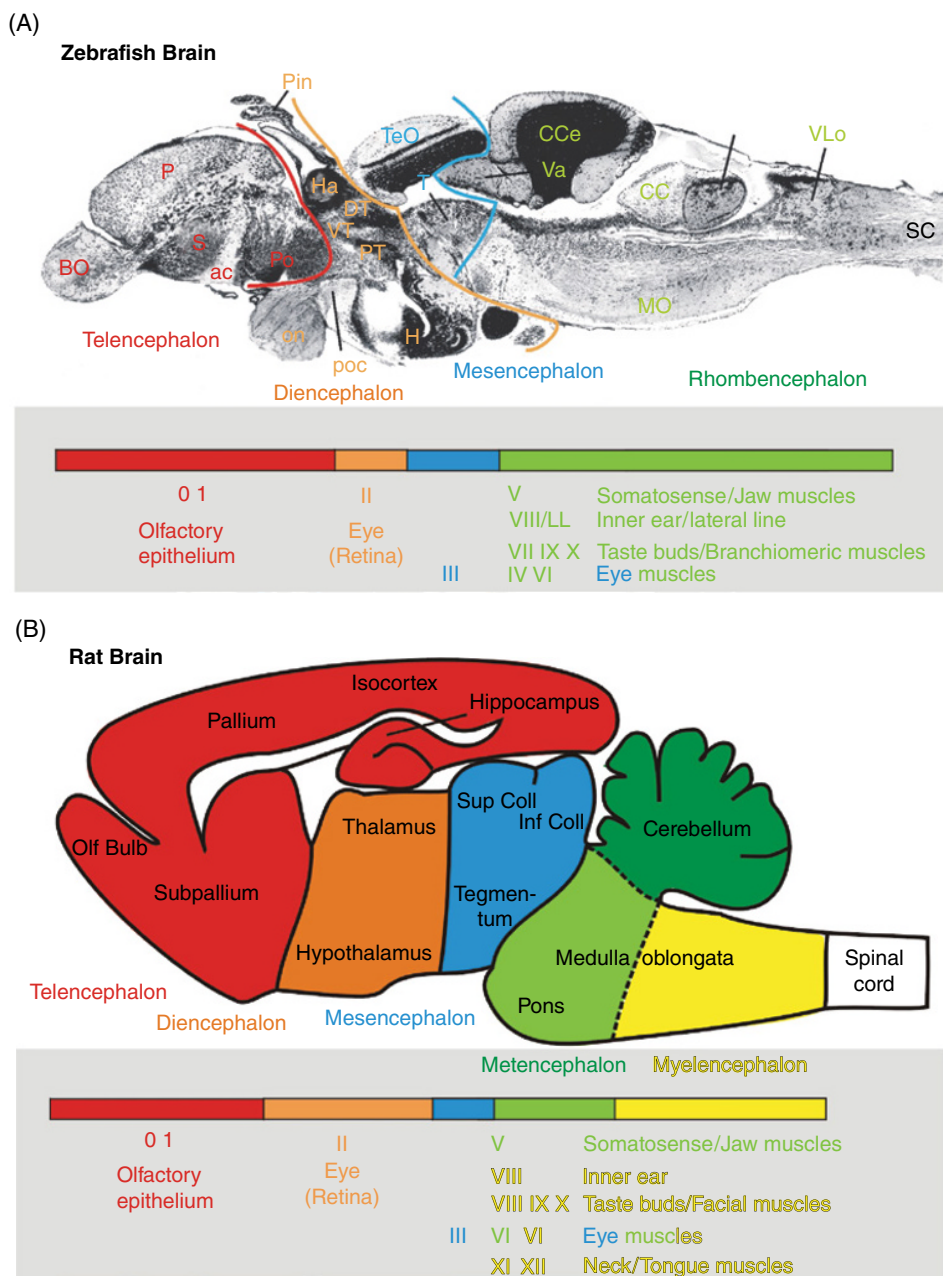 (A)
Zebrafish Brain
Pin
TeO
CCe
VLo
P
Va
Ha
T
CC
DT
VT
S
Po
PT
SC
BO
ac
MO
on
H
Telencephalon
poc
Mesencephalon
Rhombencephalon
Diencephalon
0 1
II
V Somatosense/Jaw muscles
VIII/LL Inner ear/lateral line
Olfactory
epithelium
Eye
(Retina)
VII IX X Taste buds/Branchiomeric muscles
III
IV VI Eye muscles
(B)
Rat Brain
Isocortex
Hippocampus
Pallium
Sup Coll
Inf Coll
Thalamus
Cerebellum
Olf Bulb
Subpallium
Tegmen-
tum
Hypothalamus
Medulla oblongata
Spinal
cord
Pons
Telencephalon
Diencephalon
Mesencephalon
Metencephalon
Myelencephalon
0 1
II
V Somatosense/Jaw muscles
Olfactory
epithelium
Eye
(Retina)
VIII Inner ear
VIII IX X Taste buds/Facial muscles
III
VI VI Eye muscles
XI XII Neck/Tongue muscles